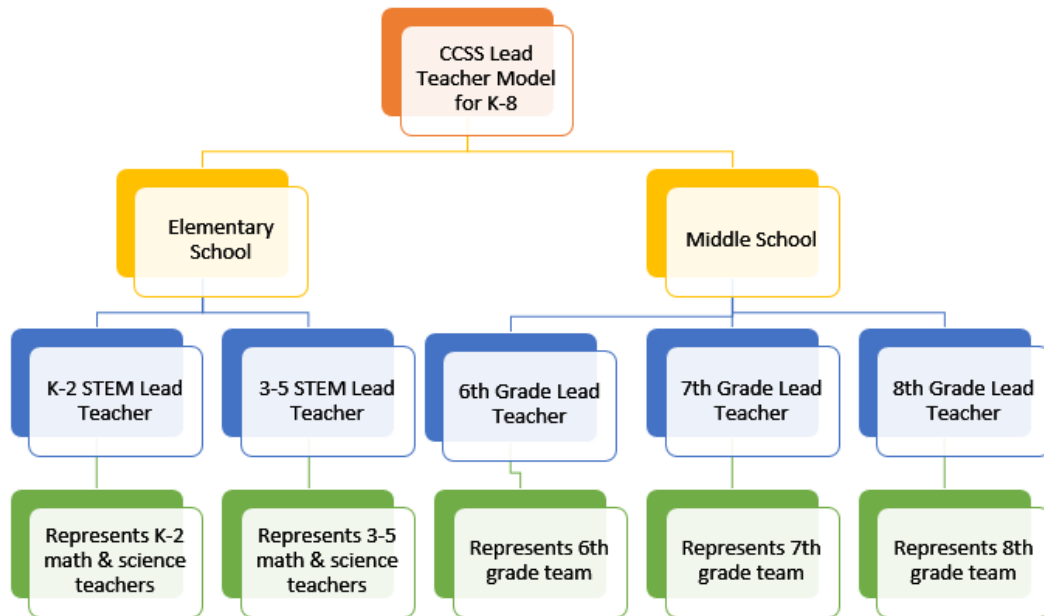 CCSS Lead
Teacher Model
for K-8
Elementary
School
Middle School
K-2 STEM Lead
Teacher
3-5 STEM Lead
Teacher
6th Grade Lead
Teacher
7th Grade Lead
Teacher
8th Grade Lead
Teacher
Represents K-2
math & science
teachers
Represents 3-5
math & science
teachers
Represents 6th
grade team
Represents 7th
grade team
Represents 8th
grade team